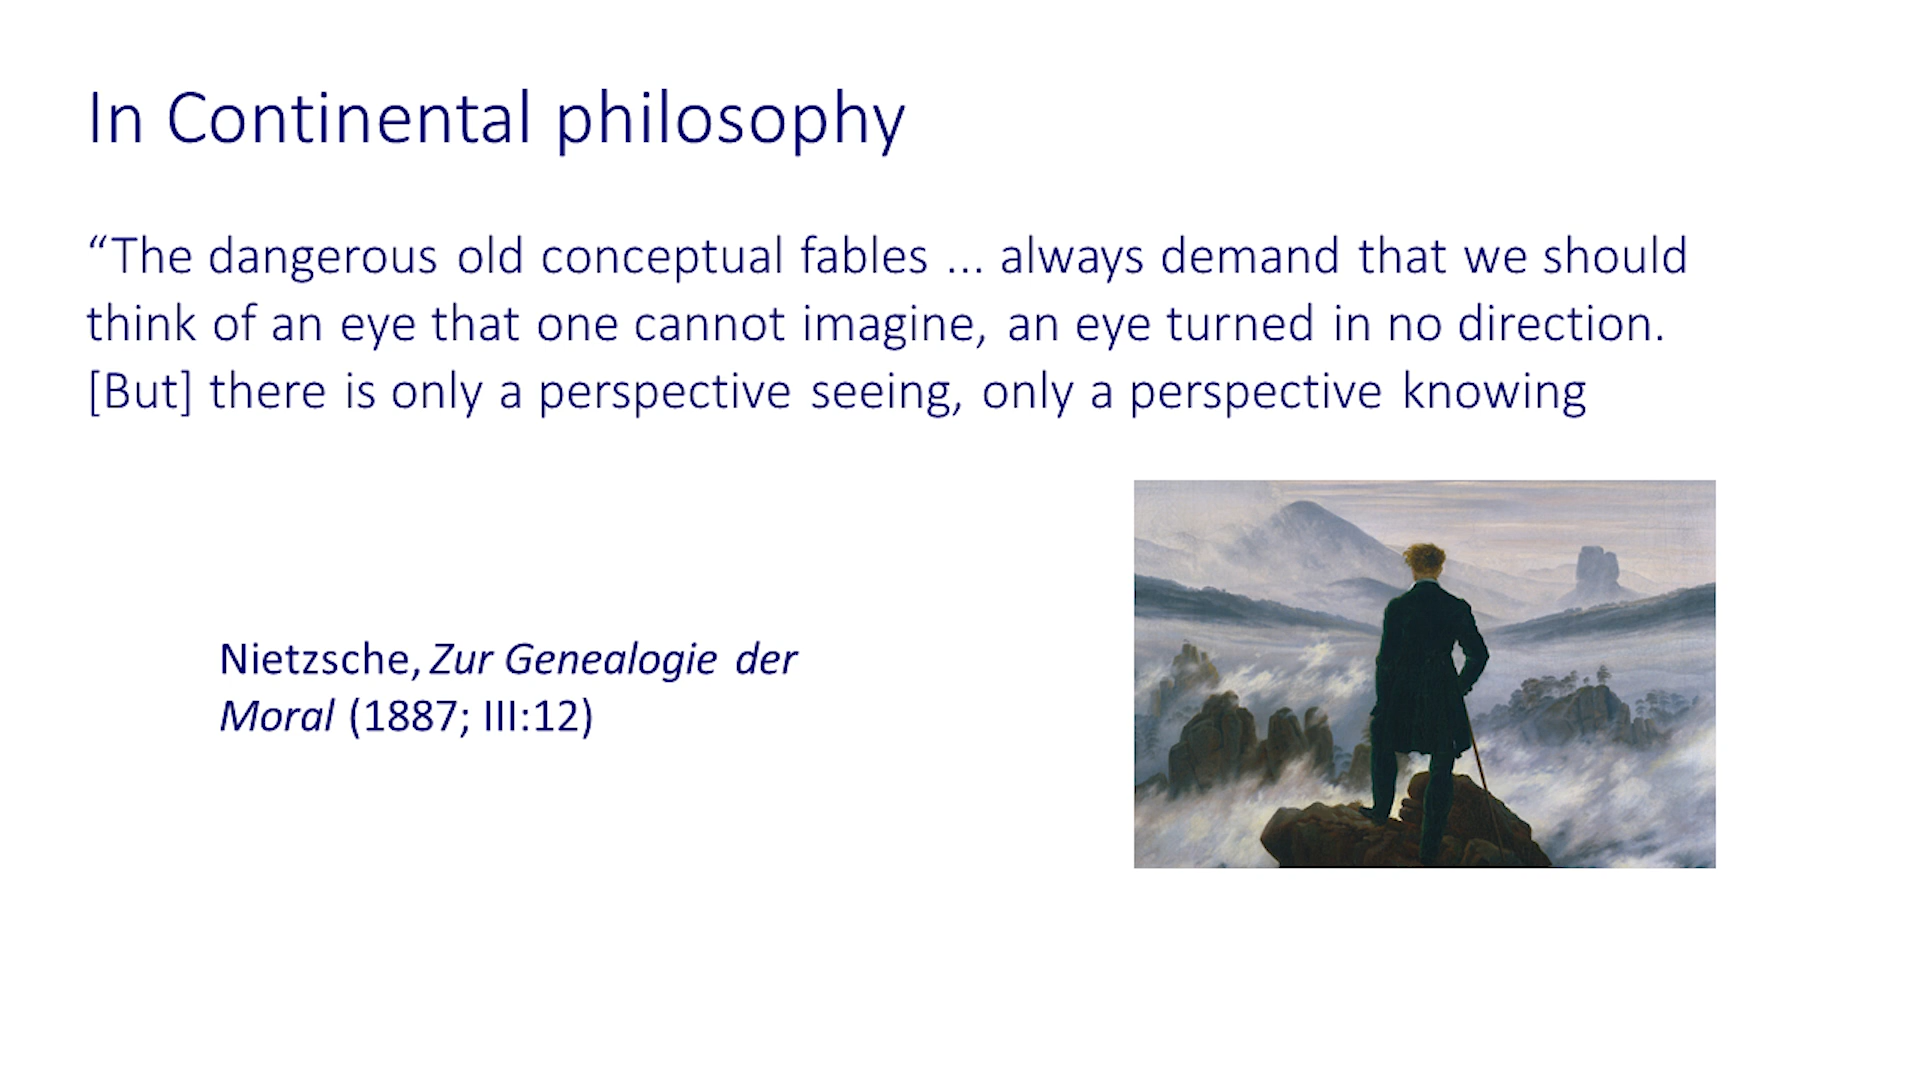 In Continental philosophy
“The dangerous old conceptual fables ... always demand that we should
think of an eye that one cannot imagine, an eye turned in no direction.
[But] there is only a perspective seeing, only a perspective knowing
Nietzsche, Zur Genealogie der
Moral (1887; III:12)